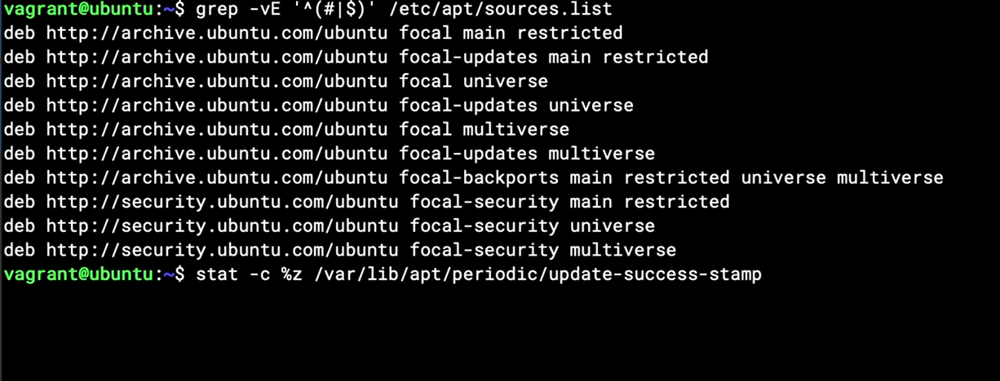 vagrant@ubuntu:~$ grep -vE '^(#|$)' /etc/apt/sources.list
deb http://archive.ubuntu.com/ubuntu focal main restricted
deb http://archive.ubuntu.com/ubuntu focal-updates main restricted
deb http://archive.ubuntu.com/ubuntu focal universe
deb http://archive.ubuntu.com/ubuntu focal-updates universe
deb http://archive.ubuntu.com/ubuntu focal multiverse
deb http://archive.ubuntu.com/ubuntu focal-updates multiverse
deb http://archive.ubuntu.com/ubuntu focal-backports main restricted universe multiverse
deb http://security.ubuntu.com/ubuntu focal-security main restricted
deb http://security.ubuntu.com/ubuntu focal-security universe
deb http://security.ubuntu.com/ubuntu focal-security multiverse
vagrant@ubuntu:~$ stat -c %z /var/lib/apt/periodic/update-success-stamp